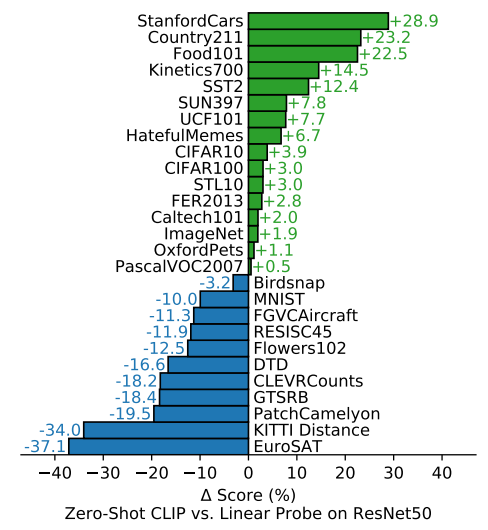 StanfordCars +28.9
Country211 +23.2
Food101 +22.5
Kinetics700 +14.5
SST2 +12.4
SUN397 +7.8
UCF101 +7.7
HatefulMemes +6.7
CIFAR10 +3.9
CIFAR100 +3.0
STL10 +3.0
FER2013 +2.8
Caltech101 +2.0
ImageNet +1.9
OxfordPets +1.1
PascalVOC2007 +0.5
-3.2 Birdsnap
-10.0 MNIST
-11.3 FGVCAircraft
-11.9 RESISC45
-12.5 Flowers102
-16.6 DTD
-18.2 CLEVRCounts
-18.4 GTSRB
-19.5 PatchCamelyon
-34.0 KITTI Distance
-37.1 EuroSAT
−40 −30 −20 −10 0 10 20 30 40
Δ Score (%)
Zero-Shot CLIP vs. Linear Probe on ResNet50